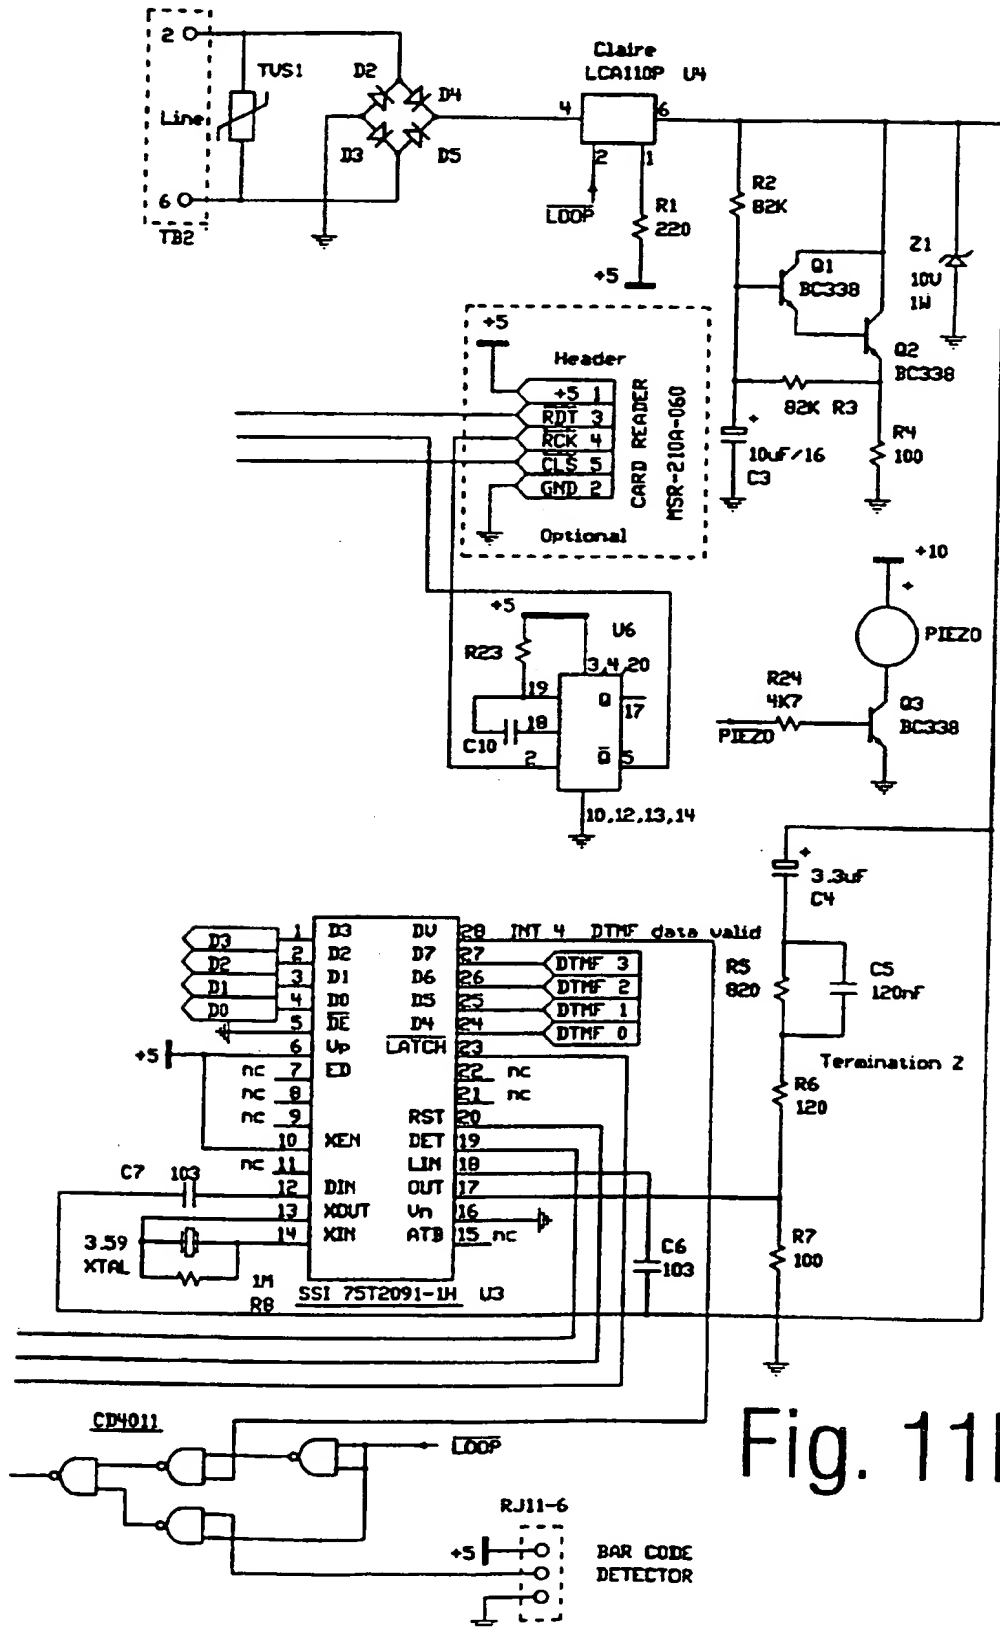 2
TVS1
Line
6
TB2
D2
D4
D3
D5
Claire
LCA110P U4
4
6
2
1
LOOP
R1
220
+5
R2
82K
Q1
BC338
Z1
10V
1W
Q2
BC338
82K R3
10uF/16
C3
R4
100
+5
Header
+5 1
RDT 3
RCK 4
CLS 5
GND 2
CARD READER
MSR-210A-060
Optional
+10
+
PIEZO
R24
4K7
PIEZO
Q3
BC338
+5
U6
R23
3,4,20
19
Q
17
18
C10
2
Q
5
10,12,13,14
+
3.3uF
C4
R5
820
C5
120nF
Termination 2
R6
120
R7
100
D3 1 D3 DV 28 INT 4 DTMF data valid
D2 2 D2 D7 27 DTMF 3
D1 3 D1 D6 26 DTMF 2
D0 4 D0 D5 25 DTMF 1
5 DE D4 24 DTMF 0
+5 6 Vp LATCH 23
nc 7 ED 22 nc
nc 8 21 nc
nc 9 RST 20
10 XEN DET 19
nc 11 LIN 18
C7 103 12 DIN OUT 17
13 XOUT Vn 16
14 XIN ATB 15 nc
3.59
XTAL
1M
R8
C6
103
SSI 75T2091-1H U3
CD4011
LOOP
Fig. 11
RJ11-6
+5
BAR CODE
DETECTOR